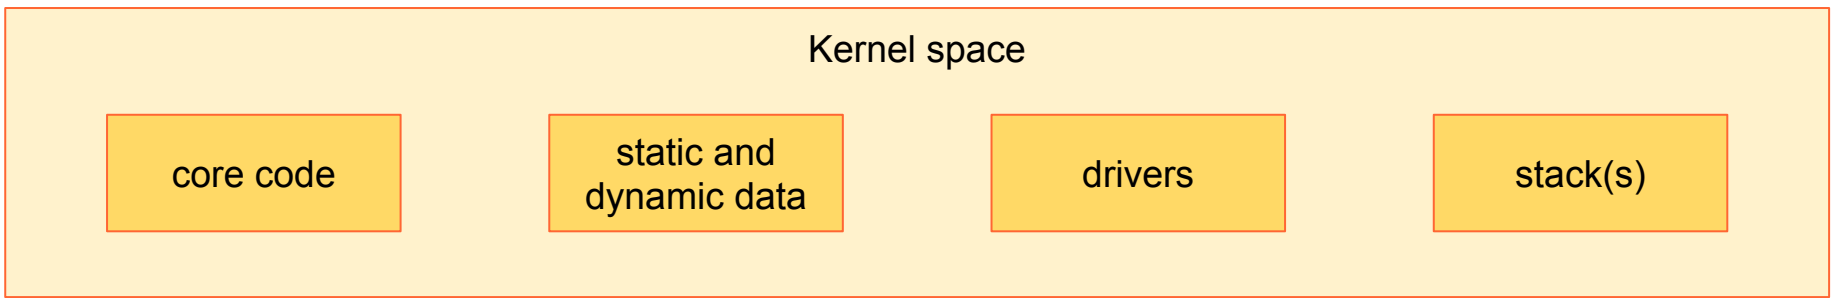 Kernel space
core code
static and
dynamic data
drivers
stack(s)